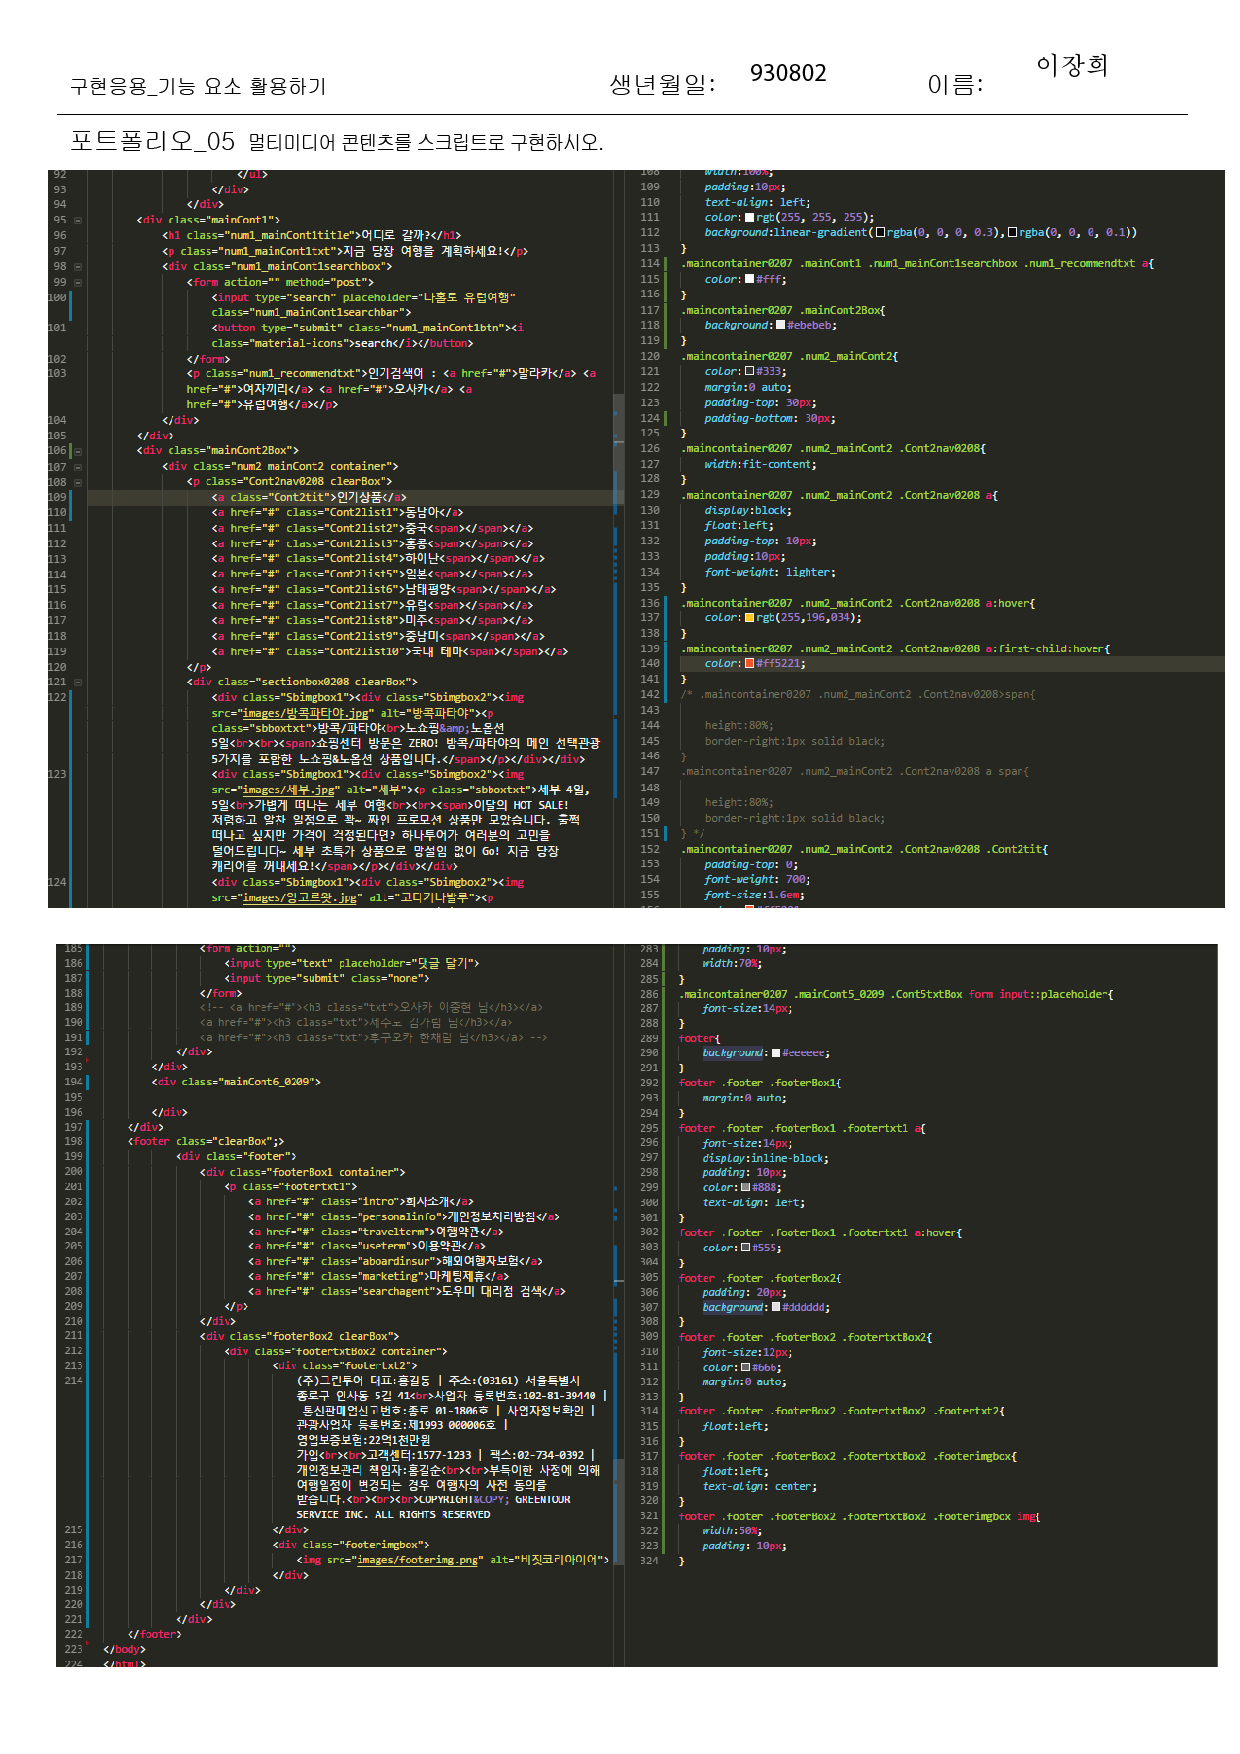 구현응용_기능 요소 활용하기
생년월일: 930802 이름: 이장희
포트폴리오_05 멀티미디어 콘텐츠를 스크립트로 구현하시오.
92 </ul>
93 </div>
94 </div>
95 <div class="mainCont1">
96 <h1 class="num1_mainCont1title">어디로 갈까?</h1>
97 <p class="num1_mainCont1txt">지금 당장 여행을 계획하세요!</p>
98 <div class="num1_mainCont1searchbox">
99 <form action="" method="post">
100 <input type="search" placeholder="나홀로 유럽여행"
class="num1_mainCont1searchbar">
101 <button type="submit" class="num1_mainCont1btn"><i
class="material-icons">search</i></button>
102 </form>
103 <p class="num1_recommendtxt">인기검색어 : <a href="#">말라카</a> <a
href="#">여자끼리</a> <a href="#">오사카</a> <a
href="#">유럽여행</a></p>
104 </div>
105 </div>
106 <div class="mainCont2Box">
107 <div class="num2_mainCont2 container">
108 <p class="Cont2nav0208 clearBox">
109 <a class="Cont2tit">인기상품</a>
110 <a href="#" class="Cont2list1">동남아</a>
111 <a href="#" class="Cont2list2">중국<span></span></a>
112 <a href="#" class="Cont2list3">홍콩<span></span></a>
113 <a href="#" class="Cont2list4">하이난<span></span></a>
114 <a href="#" class="Cont2list5">일본<span></span></a>
115 <a href="#" class="Cont2list6">남태평양<span></span></a>
116 <a href="#" class="Cont2list7">유럽<span></span></a>
117 <a href="#" class="Cont2list8">미주<span></span></a>
118 <a href="#" class="Cont2list9">중남미<span></span></a>
119 <a href="#" class="Cont2list10">국내 테마<span></span></a>
120 </p>
121 <div class="sectionbox0208 clearBox">
122 <div class="Sbimgbox1"><div class="Sbimgbox2"><img
src="images/방콕파타야.jpg" alt="방콕파타야"><p
class="sbboxtxt">방콕/파타야<br>노쇼핑&amp;노옵션
5일<br><br><span>쇼핑센터 방문은 ZERO! 방콕/파타야의 메인 선택관광
5가지를 포함한 노쇼핑&노옵션 상품입니다.</span></p></div></div>
123 <div class="Sbimgbox1"><div class="Sbimgbox2"><img
src="images/세부.jpg" alt="세부"><p class="sbboxtxt">세부 4일,
5일<br>가볍게 떠나는 세부 여행<br><br><span>이달의 HOT SALE!
저렴하고 알찬 일정으로 꽉~ 짜인 프로모션 상품만 모았습니다. 훌쩍
떠나고 싶지만 가격이 걱정된다면? 하나투어가 여러분의 고민을
덜어드립니다~ 세부 초특가 상품으로 망설임 없이 Go! 지금 당장
캐리어를 꺼내세요!</span></p></div></div>
124 <div class="Sbimgbox1"><div class="Sbimgbox2"><img
src="images/앙고르왓.jpg" alt="코타키나발루"><p
108 width:100%;
109 padding:10px;
110 text-align: left;
111 color: rgb(255, 255, 255);
112 background:linear-gradient( rgba(0, 0, 0, 0.3), rgba(0, 0, 0, 0.1))
113 }
114 .maincontainer0207 .mainCont1 .num1_mainCont1searchbox .num1_recommendtxt a{
115 color: #fff;
116 }
117 .maincontainer0207 .mainCont2Box{
118 background: #ebebeb;
119 }
120 .maincontainer0207 .num2_mainCont2{
121 color: #333;
122 margin:0 auto;
123 padding-top: 30px;
124 padding-bottom: 30px;
125 }
126 .maincontainer0207 .num2_mainCont2 .Cont2nav0208{
127 width:fit-content;
128 }
129 .maincontainer0207 .num2_mainCont2 .Cont2nav0208 a{
130 display:block;
131 float:left;
132 padding-top: 10px;
133 padding:10px;
134 font-weight: lighter;
135 }
136 .maincontainer0207 .num2_mainCont2 .Cont2nav0208 a:hover{
137 color: rgb(255,196,034);
138 }
139 .maincontainer0207 .num2_mainCont2 .Cont2nav0208 a:first-child:hover{
140 color: #ff5221;
141 }
142 /* .maincontainer0207 .num2_mainCont2 .Cont2nav0208>span{
143
144 height:80%;
145 border-right:1px solid black;
146 }
147 .maincontainer0207 .num2_mainCont2 .Cont2nav0208 a span{
148
149 height:80%;
150 border-right:1px solid black;
151 } */
152 .maincontainer0207 .num2_mainCont2 .Cont2nav0208 .Cont2tit{
153 padding-top: 0;
154 font-weight: 700;
155 font-size:1.6em;
185 <form action="">
186 <input type="text" placeholder="댓글 달기">
187 <input type="submit" class="none">
188 </form>
189 <!-- <a href="#"><h3 class="txt">오사카 이중현 님</h3></a>
190 <a href="#"><h3 class="txt">세수도 김가림 님</h3></a>
191 <a href="#"><h3 class="txt">후쿠오카 한채림 님</h3></a> -->
192 </div>
193 </div>
194 <div class="mainCont6_0209">
195
196 </div>
197 </div>
198 <footer class="clearBox";>
199 <div class="footer">
200 <div class="footerBox1 container">
201 <p class="footertxt1">
202 <a href="#" class="intro">회사소개</a>
203 <a href="#" class="personalinfo">개인정보처리방침</a>
204 <a href="#" class="travelterm">여행약관</a>
205 <a href="#" class="useterm">이용약관</a>
206 <a href="#" class="aboardinsur">해외여행자보험</a>
207 <a href="#" class="marketing">마케팅제휴</a>
208 <a href="#" class="searchagent">도우미 대리점 검색</a>
209 </p>
210 </div>
211 <div class="footerBox2 clearBox">
212 <div class="footertxtBox2 container">
213 <div class="footertxt2">
214 (주)그린투어 대표:홍길동 | 주소:(03161) 서울특별시
종로구 인사동 5길 41<br>사업자 등록번호:102-81-39440 |
통신판매업신고번호:종로 01-1806호 | 사업자정보확인 |
관광사업자 등록번호:제1993-000006호 |
영업보증보험:22억1천만원
가입<br><br>고객센터:1577-1233 | 팩스:02-734-0392 |
개인정보관리 책임자:홍길순<br><br>부득이한 사정에 의해
여행일정이 변경되는 경우 여행자의 사전 동의를
받습니다.<br><br><br>COPYRIGHT&COPY; GREENTOUR
SERVICE INC. ALL RIGHTS RESERVED
215 </div>
216 <div class="footerimgbox">
217 <img src="images/footerimg.png" alt="비짓코리아이어">
218 </div>
219 </div>
220 </div>
221 </div>
222 </footer>
223 </body>
224 </html>
283 padding: 10px;
284 width:70%;
285 }
286 .maincontainer0207 .mainCont5_0209 .Cont5txtBox form input::placeholder{
287 font-size:14px;
288 }
289 footer{
290 background: #eeeeee;
291 }
292 footer .footer .footerBox1{
293 margin:0 auto;
294 }
295 footer .footer .footerBox1 .footertxt1 a{
296 font-size:14px;
297 display:inline-block;
298 padding: 10px;
299 color: #888;
300 text-align: left;
301 }
302 footer .footer .footerBox1 .footertxt1 a:hover{
303 color: #555;
304 }
305 footer .footer .footerBox2{
306 padding: 20px;
307 background: #dddddd;
308 }
309 footer .footer .footerBox2 .footertxtBox2{
310 font-size:12px;
311 color: #666;
312 margin:0 auto;
313 }
314 footer .footer .footerBox2 .footertxtBox2 .footertxt2{
315 float:left;
316 }
317 footer .footer .footerBox2 .footertxtBox2 .footerimgbox{
318 float:left;
319 text-align: center;
320 }
321 footer .footer .footerBox2 .footertxtBox2 .footerimgbox img{
322 width:50%;
323 padding: 10px;
324 }